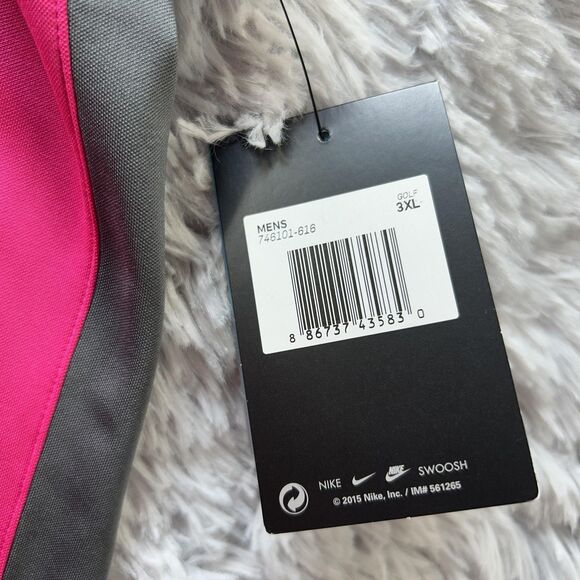 MENS
746101-616
GOLF
3XL
8 86737 43583 0
NIKE NIKE SWOOSH
© 2015 Nike, Inc. / IM# 561265